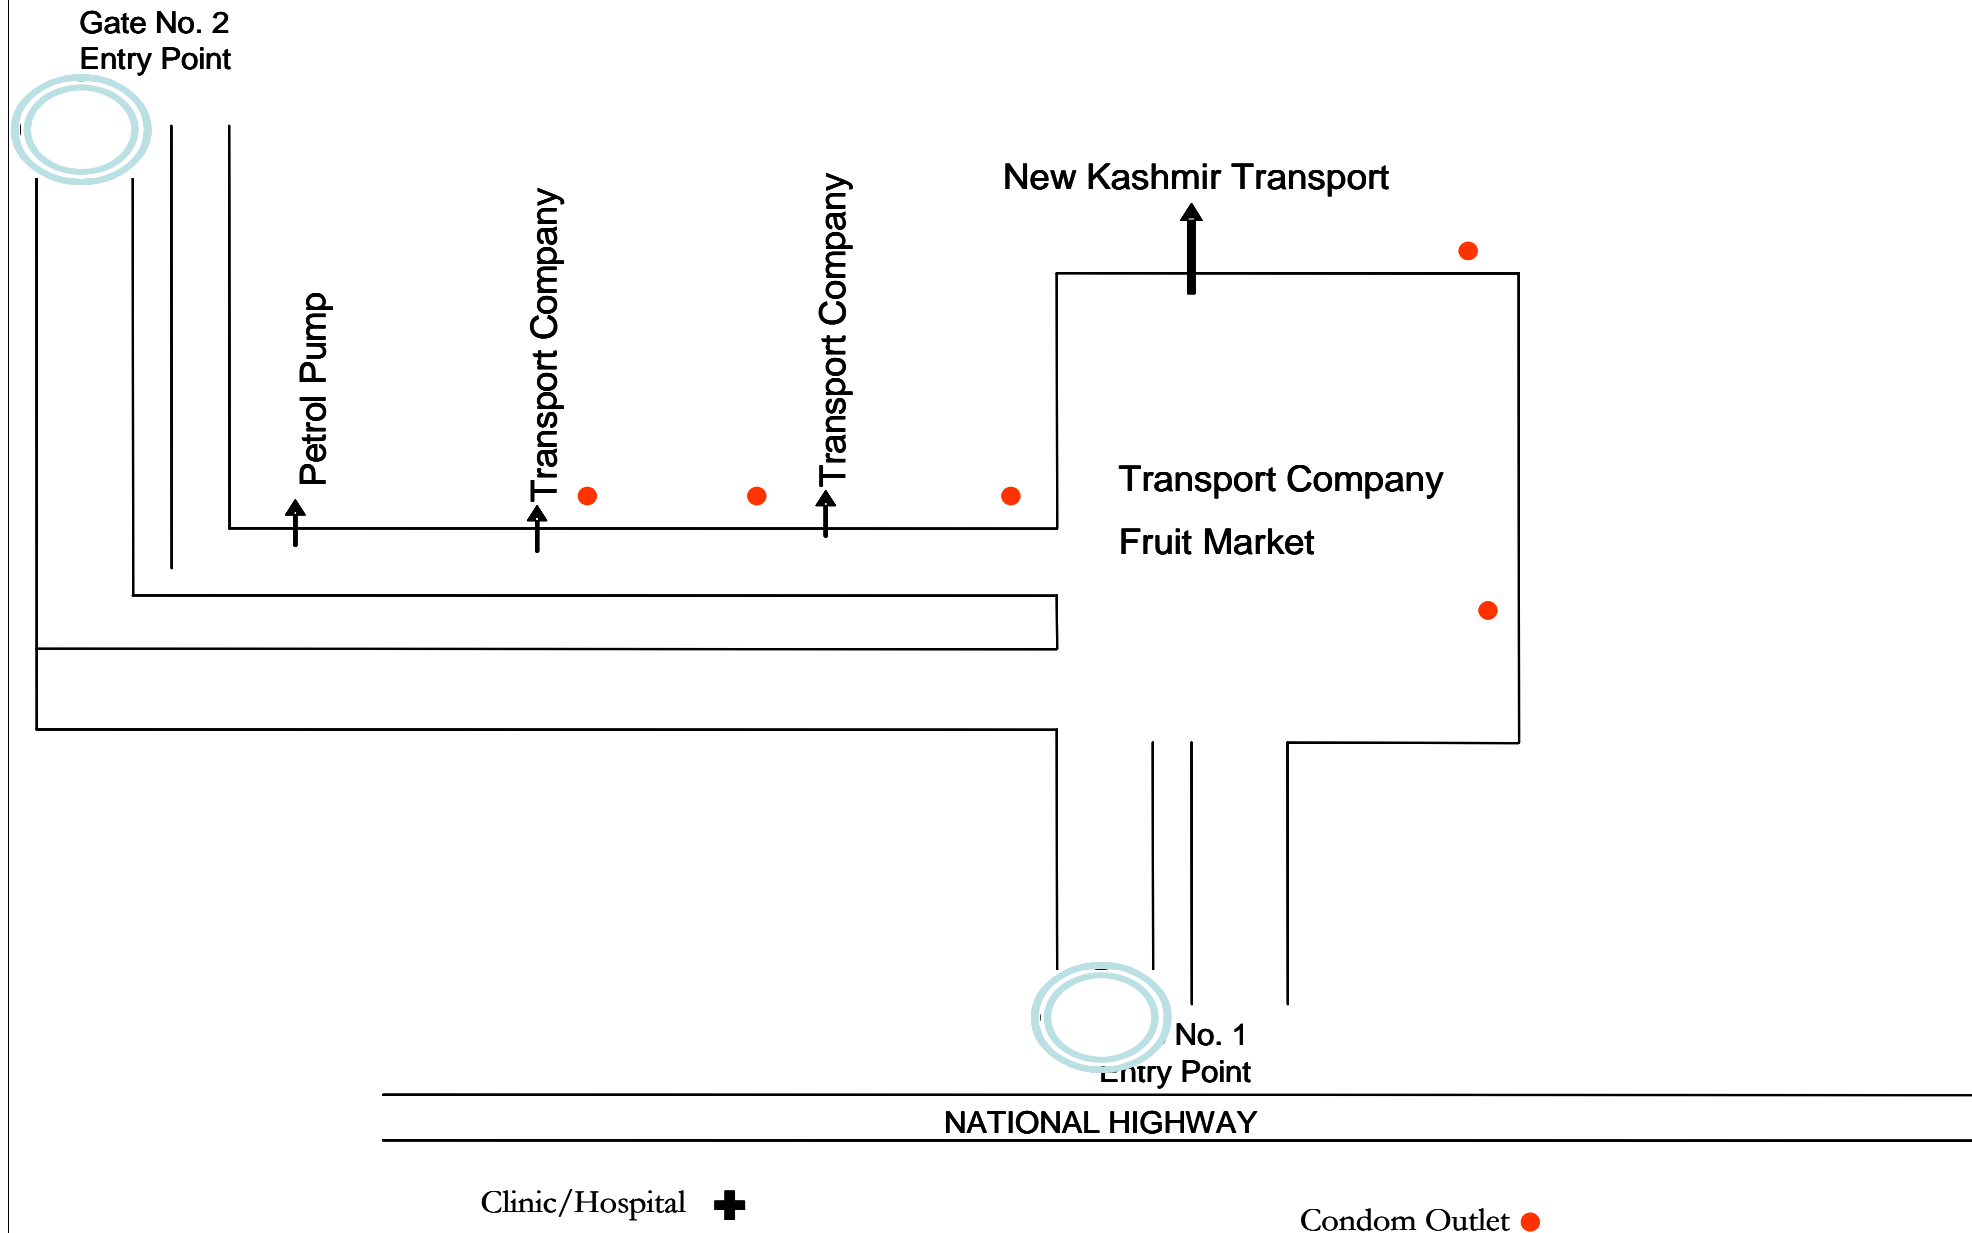 Gate No. 2
Entry Point
New Kashmir Transport
Petrol Pump
Transport Company
Transport Company
Transport Company
Fruit Market
No. 1
Entry Point
NATIONAL HIGHWAY
Clinic/Hospital
Condom Outlet